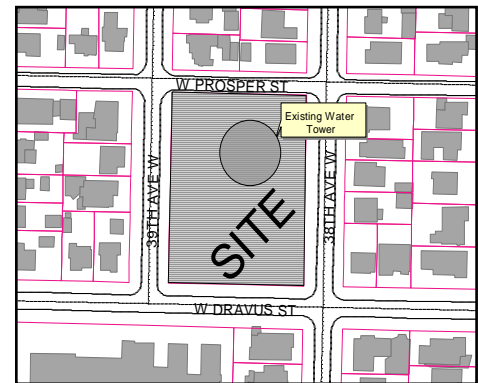 W PROSPER ST
Existing Water
Tower
39TH AVE W
38TH AVE W
SITE
W DRAVUS ST